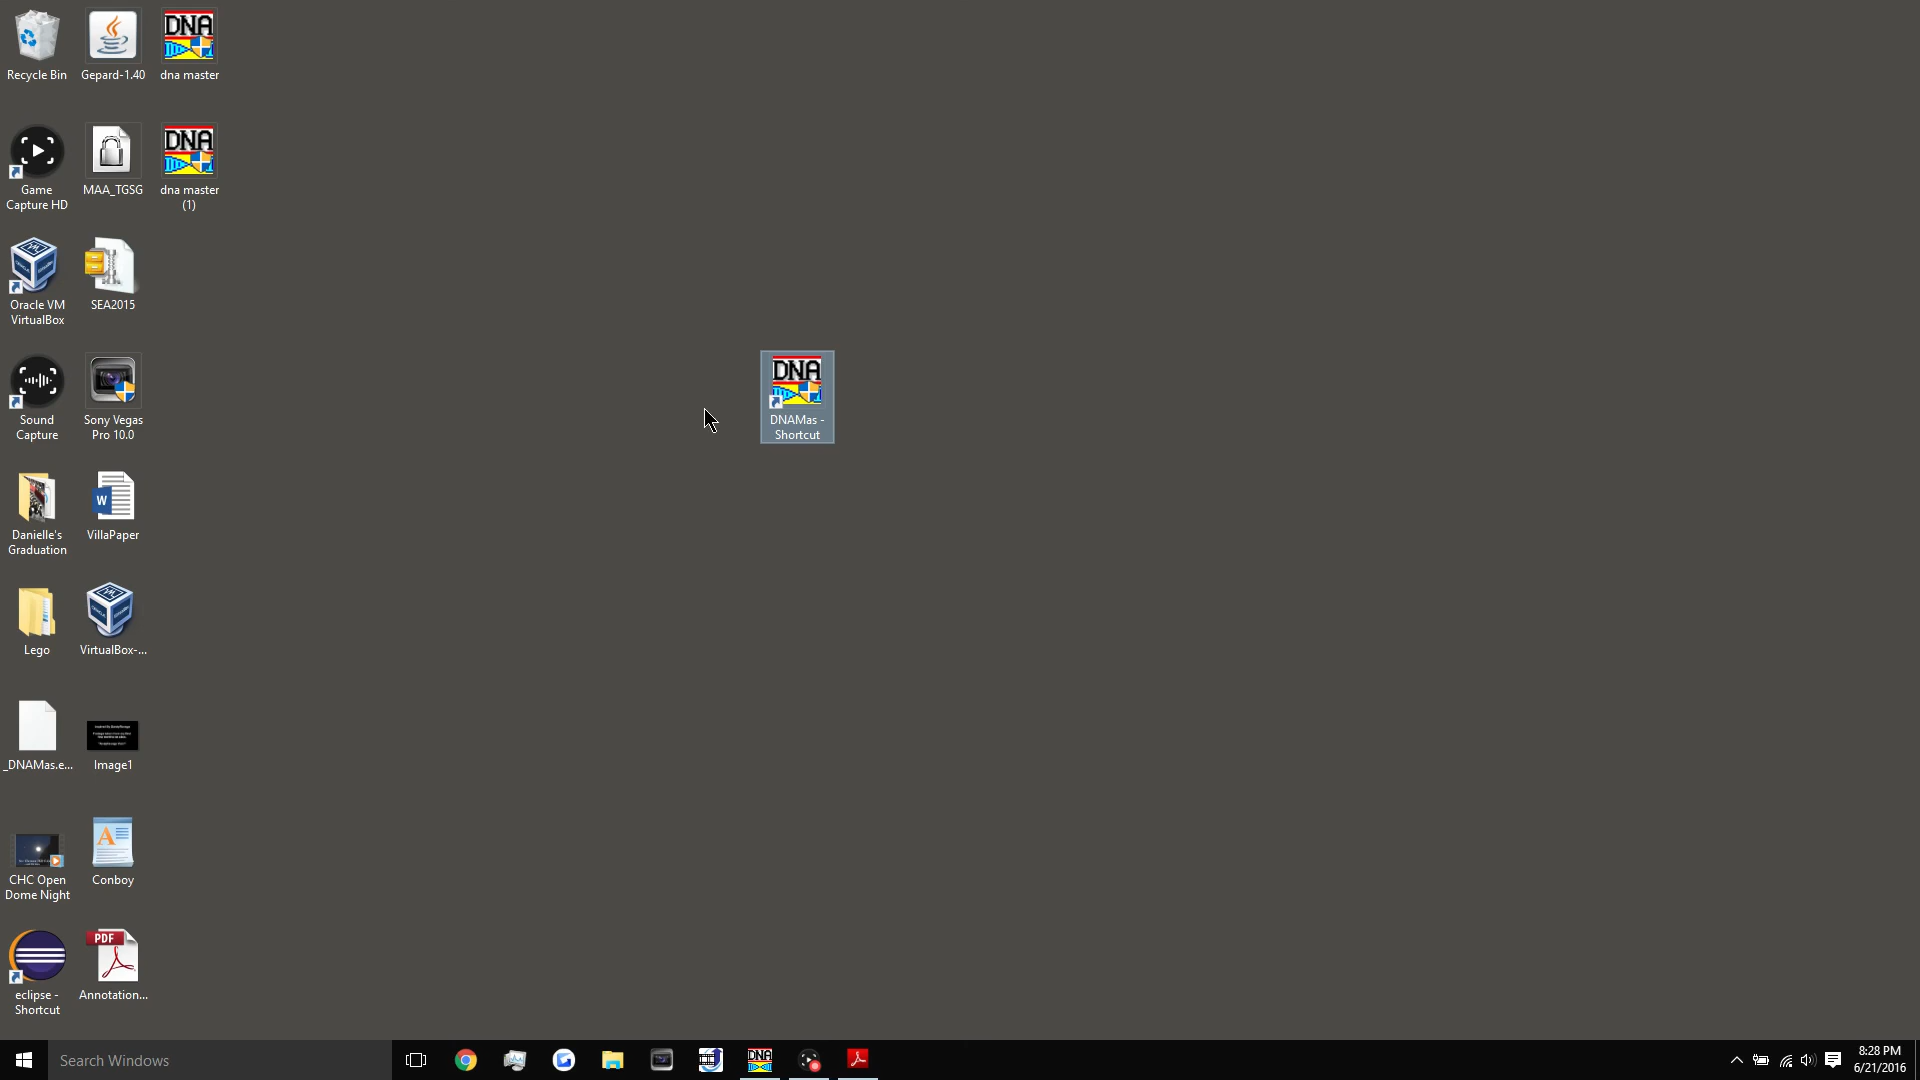 Recycle Bin
Gepard-1.40
DNA
dna master
Game
Capture HD
MAA_TGSG
DNA
dna master
(1)
Oracle VM
VirtualBox
SEA2015
Sound
Capture
Sony Vegas
Pro 10.0
DNA
DNAMas -
Shortcut
Danielle's
Graduation
W
VillaPaper
Lego
VirtualBox-...
_DNAMas.e...
Image1
CHC Open
Dome Night
A
Conboy
eclipse -
Shortcut
PDF
Annotation...
Search Windows
DNA
8:28 PM
6/21/2016